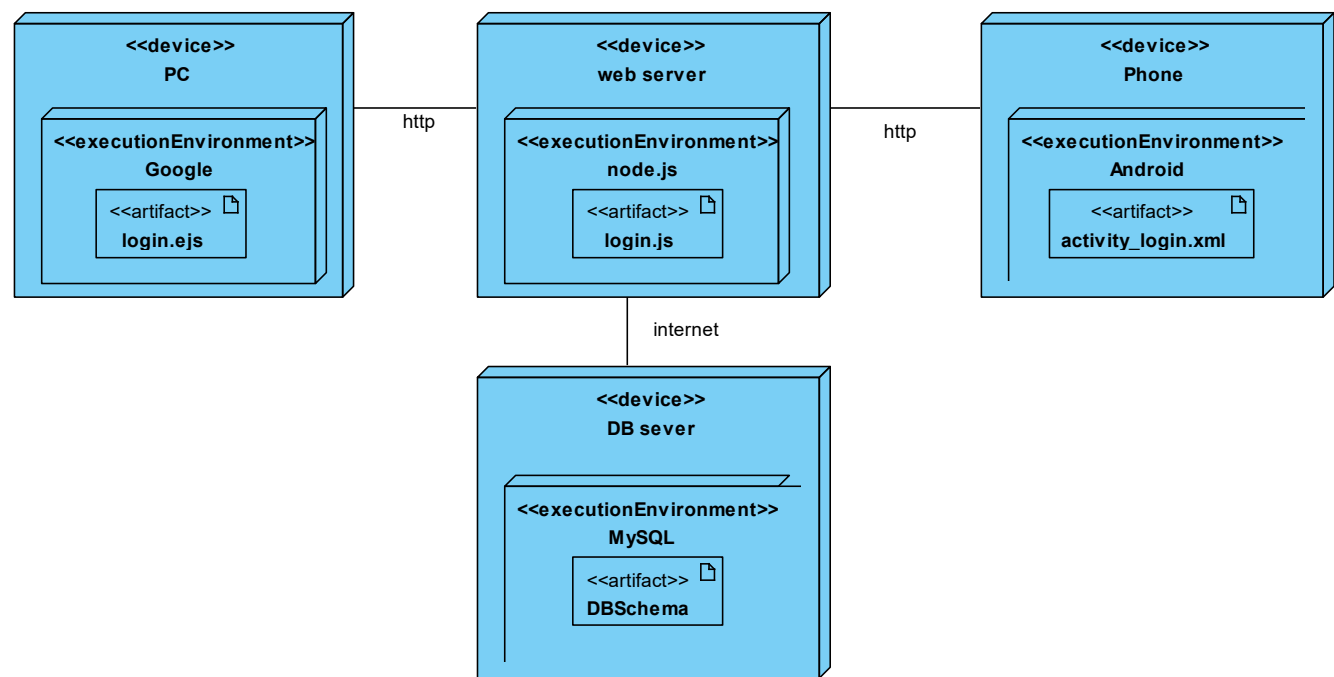 <<device>>
PC
<<executionEnvironment>>
Google
<<artifact>>
login.ejs
http
<<device>>
web server
<<executionEnvironment>>
node.js
<<artifact>>
login.js
http
<<device>>
Phone
<<executionEnvironment>>
Android
<<artifact>>
activity_login.xml
internet
<<device>>
DB sever
<<executionEnvironment>>
MySQL
<<artifact>>
DBSchema